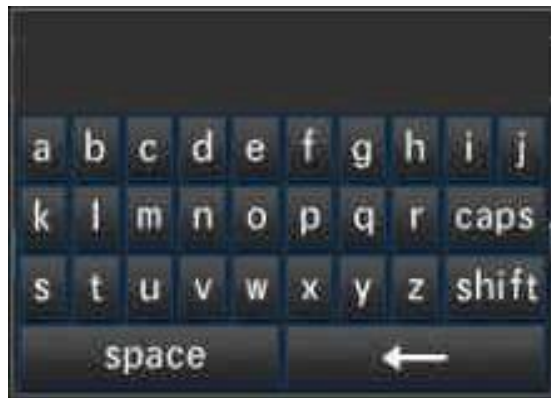 a b c d e f g h i j
k l m n o p q r caps
s t u v w x y z shift
space